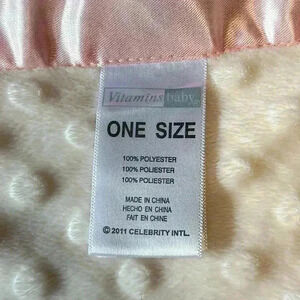 Vitamins baby
ONE SIZE
100% POLYESTER
100% POLIESTER
100% POLIESTER
MADE IN CHINA
HECHO EN CHINA
FAIT EN CHINE
© 2011 CELEBRITY INTL.